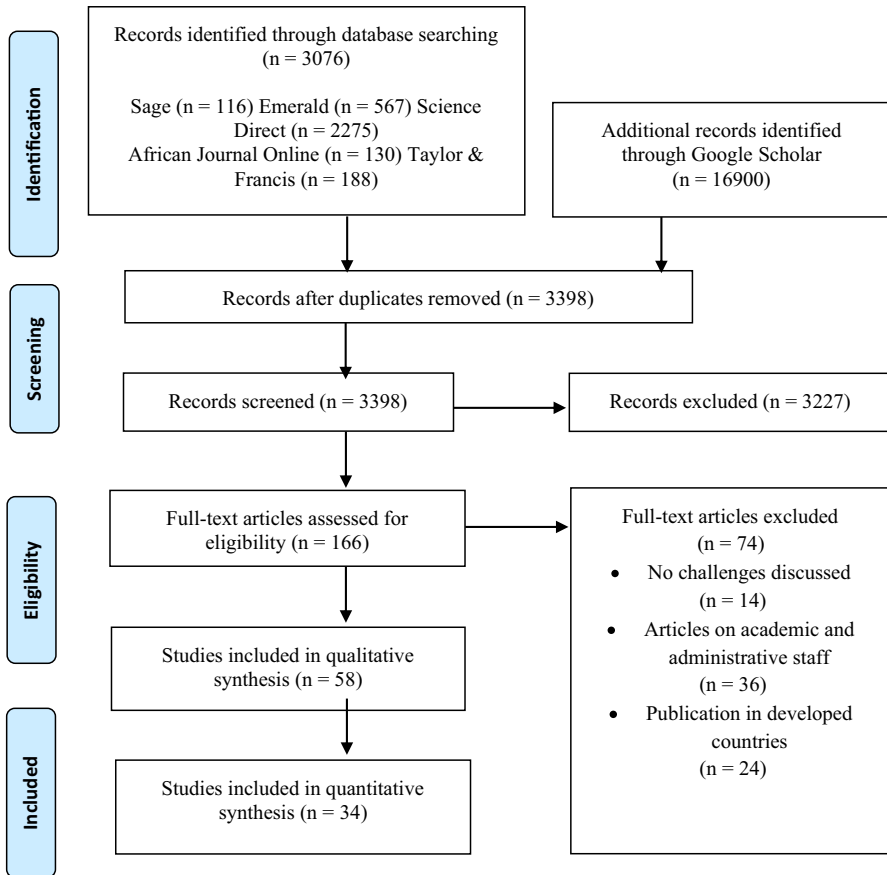 Identification
Records identified through database searching
(n = 3076)
Sage (n = 116) Emerald (n = 567) Science
Direct (n = 2275)
African Journal Online (n = 130) Taylor &
Francis (n = 188)
Additional records identified
through Google Scholar
(n = 16900)
Screening
Records after duplicates removed (n = 3398)
Records screened (n = 3398)
Records excluded (n = 3227)
Eligibility
Full-text articles assessed for
eligibility (n = 166)
Full-text articles excluded
(n = 74)
• No challenges discussed
(n = 14)
• Articles on academic and
administrative staff
(n = 36)
• Publication in developed
countries
(n = 24)
Studies included in qualitative
synthesis (n = 58)
Included
Studies included in quantitative
synthesis (n = 34)